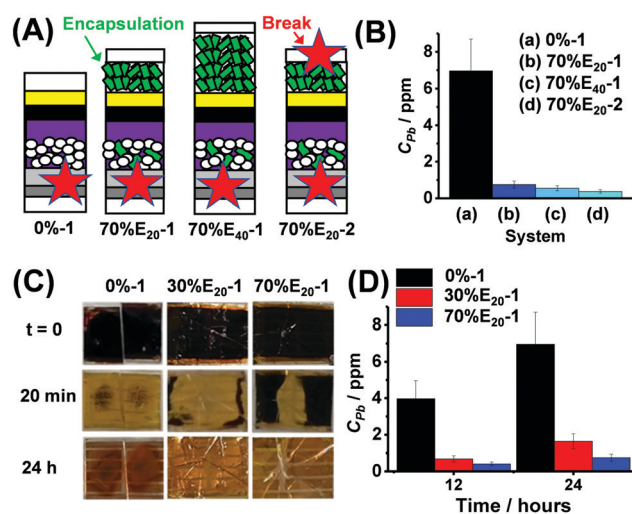 (A)
Encapsulation
Break
0%-1
70%E20-1
70%E40-1
70%E20-2
(B)
CPb / ppm
8
6
4
2
0
(a) 0%-1
(b) 70%E20-1
(c) 70%E40-1
(d) 70%E20-2
(a) (b) (c) (d)
System
(C)
0%-1 30%E20-1 70%E20-1
t = 0
20 min
24 h
(D)
0%-1
30%E20-1
70%E20-1
CPb / ppm
8
6
4
2
0
12 24
Time / hours